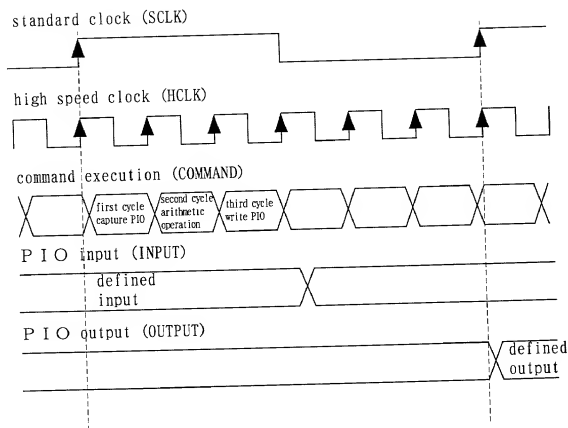 standard clock (SCLK)
high speed clock (HCLK)
command execution (COMMAND)
first cycle
capture PIO
second cycle
arithmetic
operation
third cycle
write PIO
PIO input (INPUT)
defined
input
PIO output (OUTPUT)
defined
output